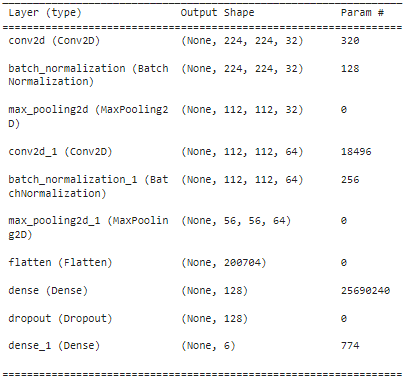 Layer (type) Output Shape Param #
conv2d (Conv2D) (None, 224, 224, 32) 320
batch_normalization (Batch (None, 224, 224, 32) 128
Normalization)
max_pooling2d (MaxPooling2 (None, 112, 112, 32) 0
D)
conv2d_1 (Conv2D) (None, 112, 112, 64) 18496
batch_normalization_1 (Bat (None, 112, 112, 64) 256
chNormalization)
max_pooling2d_1 (MaxPoolin (None, 56, 56, 64) 0
g2D)
flatten (Flatten) (None, 200704) 0
dense (Dense) (None, 128) 25690240
dropout (Dropout) (None, 128) 0
dense_1 (Dense) (None, 6) 774